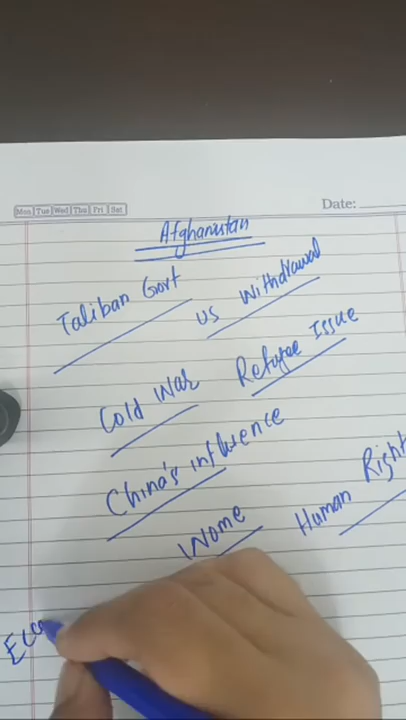 Mon Tue Wed Thu Fri Sat
Date:
Afghanistan
Taliban Govt
US Withdrawal
Cold War
Refugee Issue
China's influence
Wome
Human Right